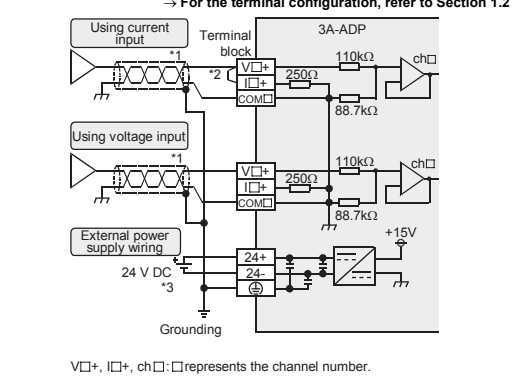 → For the terminal configuration, refer to Section 1.2
Using current
input
Terminal
block
3A-ADP
*1
*2
V□+
I□+
COM□
250Ω
110kΩ
88.7kΩ
ch□
Using voltage input
*1
V□+
I□+
COM□
250Ω
110kΩ
88.7kΩ
ch□
External power
supply wiring
24 V DC
*3
24+
24-
+15V
Grounding
V□+, I□+, ch□: □ represents the channel number.